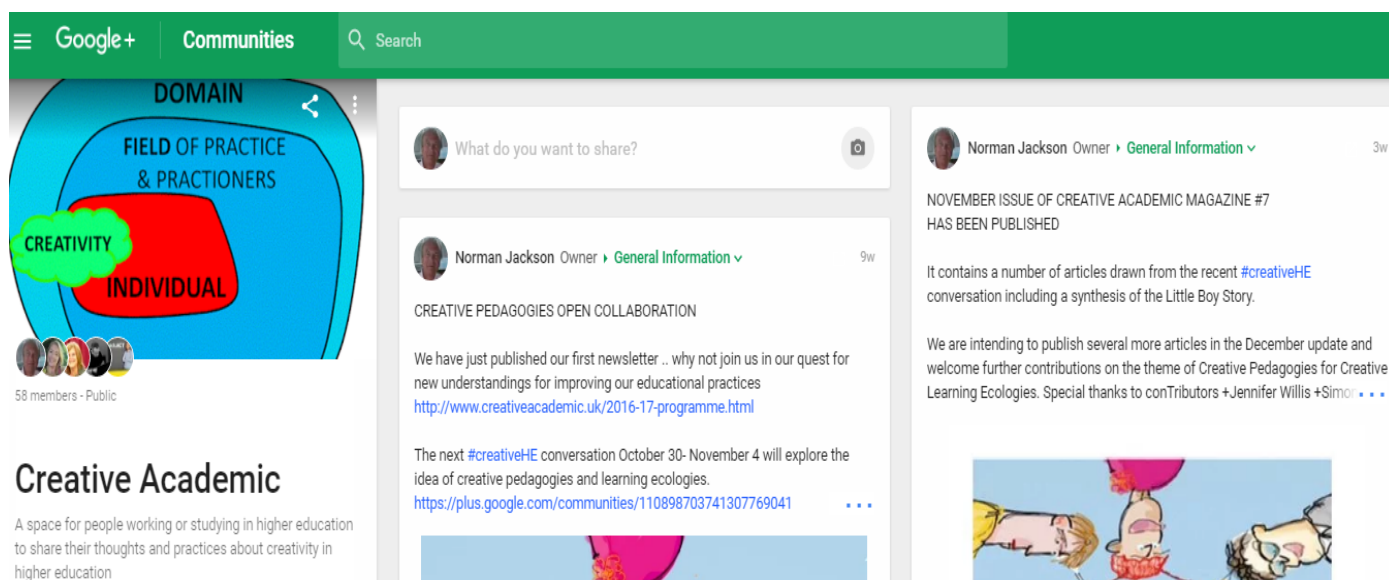 Google+
Communities
Search
DOMAIN
FIELD OF PRACTICE
& PRACTIONERS
CREATIVITY
INDIVIDUAL
58 members - Public
Creative Academic
A space for people working or studying in higher education
to share their thoughts and practices about creativity in
higher education
What do you want to share?
Norman Jackson Owner General Information
9w
CREATIVE PEDAGOGIES OPEN COLLABORATION
We have just published our first newsletter .. why not join us in our quest for
new understandings for improving our educational practices
http://www.creativeacademic.uk/2016-17-programme.html
The next #creativeHE conversation October 30- November 4 will explore the
idea of creative pedagogies and learning ecologies.
https://plus.google.com/communities/110898703741307769041
Norman Jackson Owner General Information
3w
NOVEMBER ISSUE OF CREATIVE ACADEMIC MAGAZINE #7
HAS BEEN PUBLISHED
It contains a number of articles drawn from the recent #creativeHE
conversation including a synthesis of the Little Boy Story.
We are intending to publish several more articles in the December update and
welcome further contributions on the theme of Creative Pedagogies for Creative
Learning Ecologies. Special thanks to conTributors +Jennifer Willis +Simon